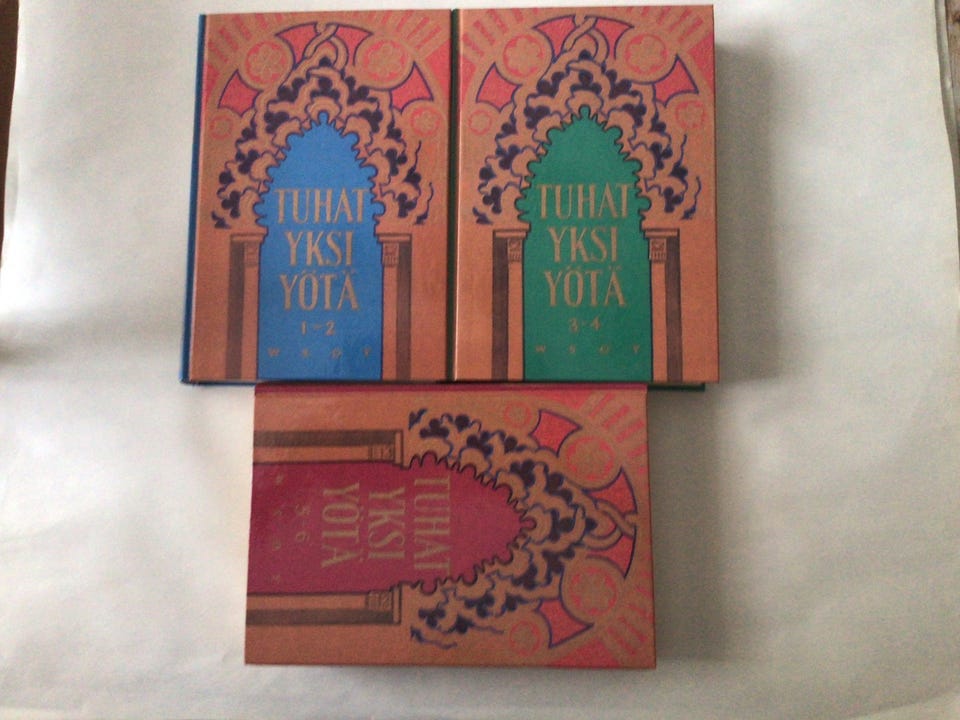 TUHAT
YKSI
YÖTÄ
1-2
WSOY
TUHAT
YKSI
YÖTÄ
3-4
WSOY
TUHAT
YKSI
YÖTÄ
5-6